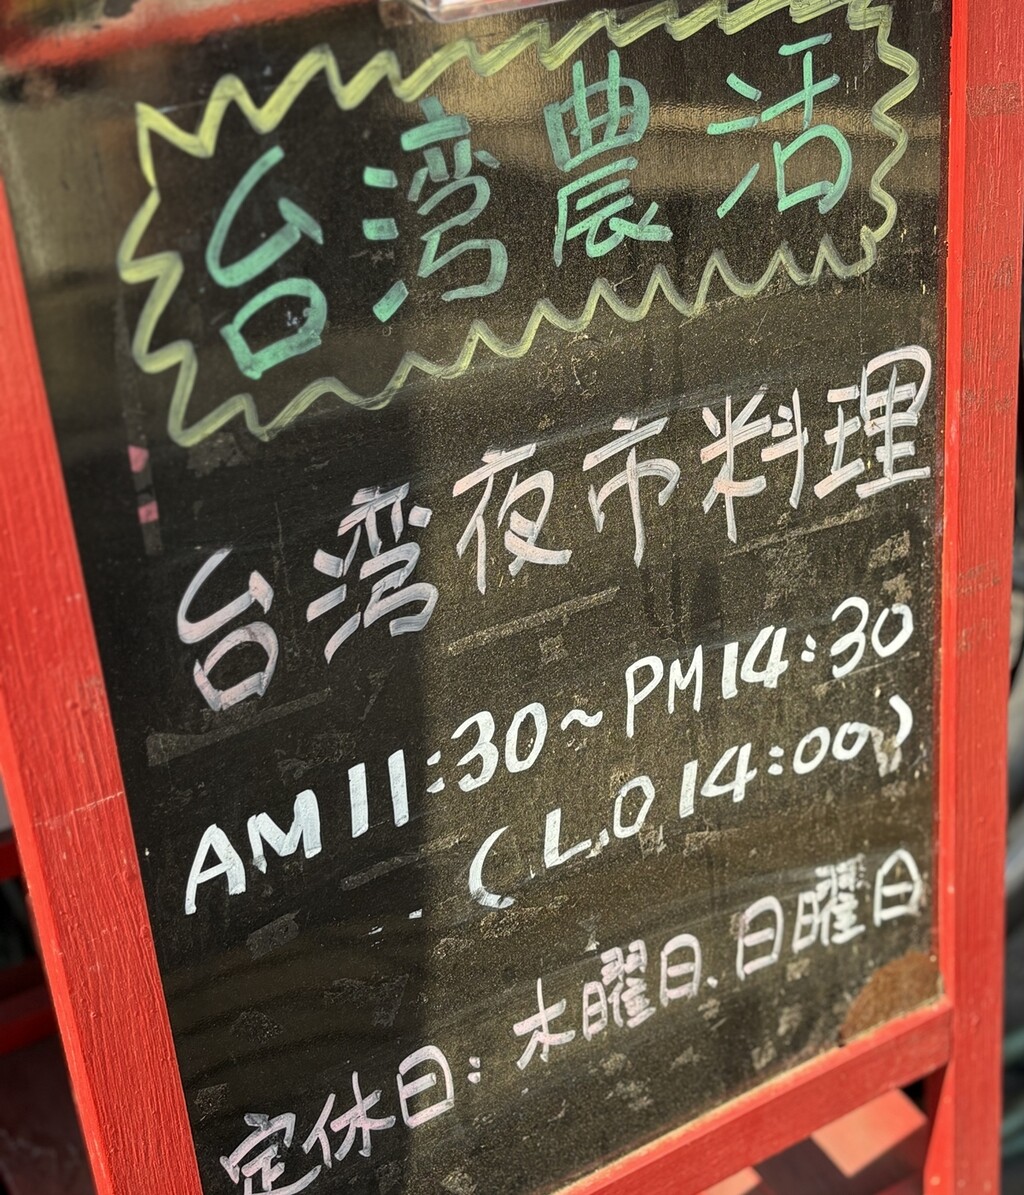 台湾農活
台湾夜市料理
AM11:30~PM14:30
(L.O14:00)
定休日:木曜日、日曜日